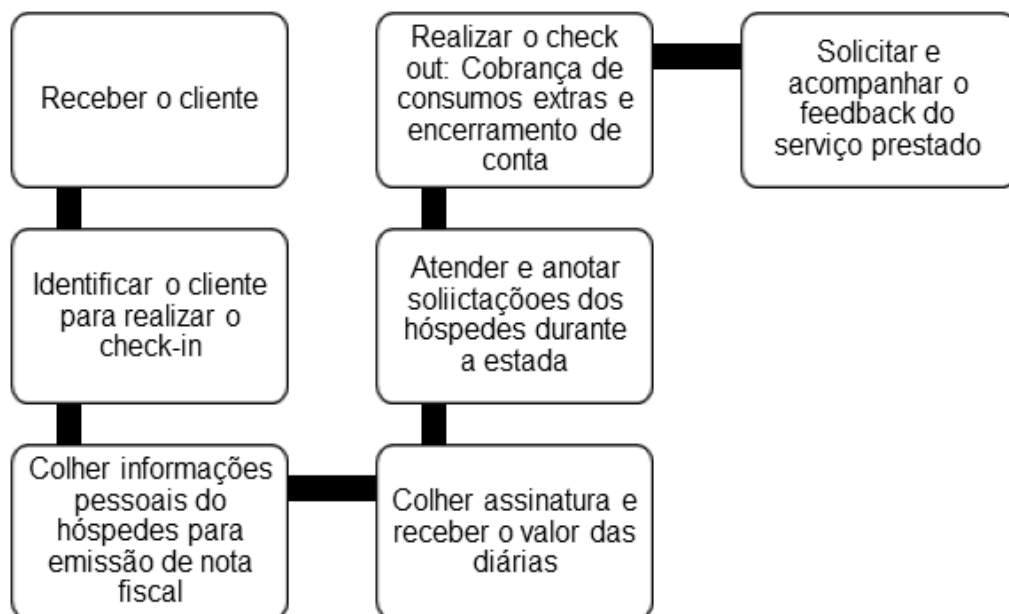 Receber o cliente
Identificar o cliente
para realizar o
check-in
Colher informações
pessoais do
hóspedes para
emissão de nota
fiscal
Colher assinatura e
receber o valor das
diárias
Atender e anotar
soliictaçõoes dos
hóspedes durante
a estada
Realizar o check
out: Cobrança de
consumos extras e
encerramento de
conta
Solicitar e
acompanhar o
feedback do
serviço prestado